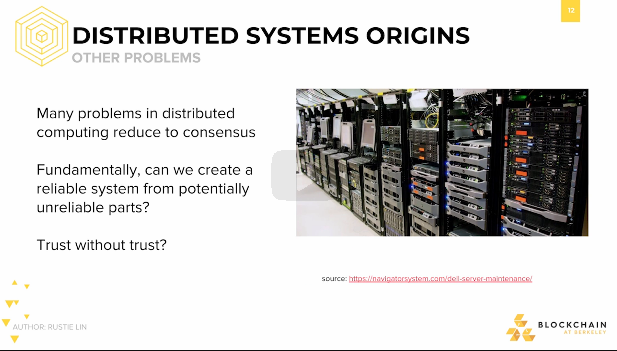 12
DISTRIBUTED SYSTEMS ORIGINS
OTHER PROBLEMS
Many problems in distributed
computing reduce to consensus
Fundamentally, can we create a
reliable system from potentially
unreliable parts?
Trust without trust?
source: https://navigatorsystem.com/dell-server-maintenance/
AUTHOR: RUSTIE LIN
BLOCKCHAIN
AT BERKELEY